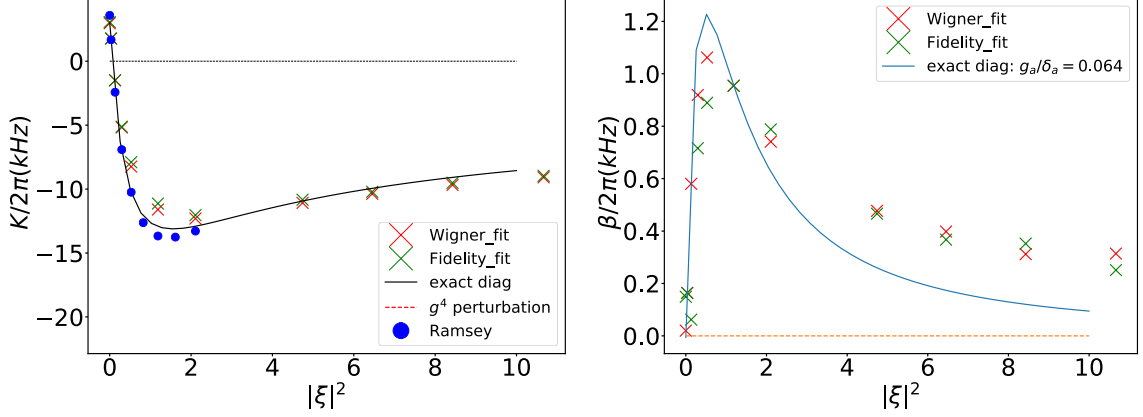 K/2π(kHz)
0
−5
−10
−15
−20
0 2 4 6 8 10
|ξ|²
Wigner_fit
Fidelity_fit
exact diag
g⁴ perturbation
Ramsey
β/2π(kHz)
1.2
1.0
0.8
0.6
0.4
0.2
0.0
0 2 4 6 8 10
|ξ|²
Wigner_fit
Fidelity_fit
exact diag: gₐ/δₐ = 0.064